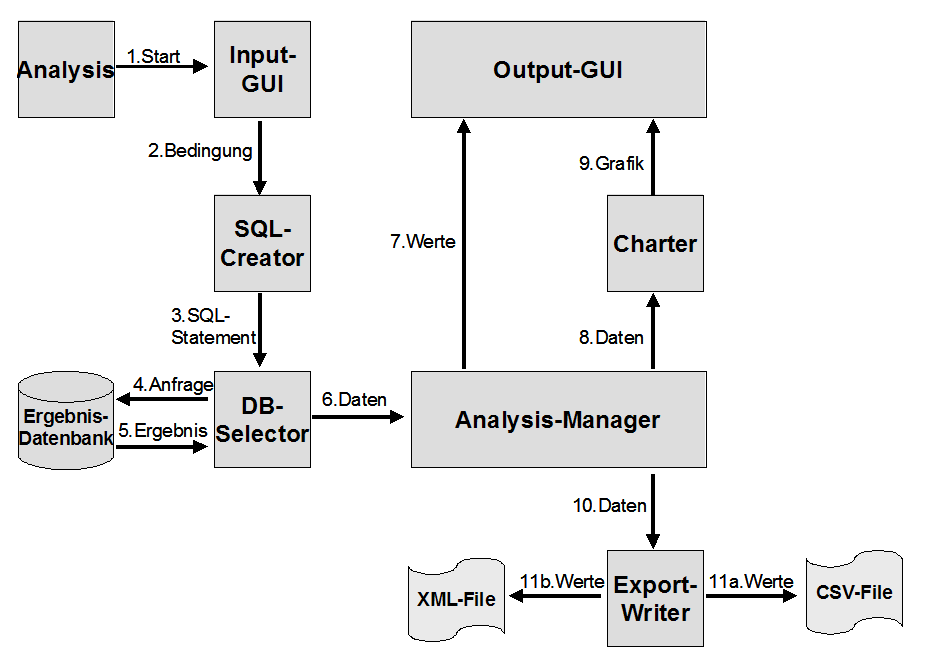 Analysis
1.Start
Input-
GUI
Output-GUI
2.Bedingung
9.Grafik
SQL-
Creator
7.Werte
Charter
3.SQL-
Statement
8.Daten
Ergebnis-
Datenbank
4.Anfrage
5.Ergebnis
DB-
Selector
6.Daten
Analysis-Manager
10.Daten
XML-File
11b.Werte
Export-
Writer
11a.Werte
CSV-File